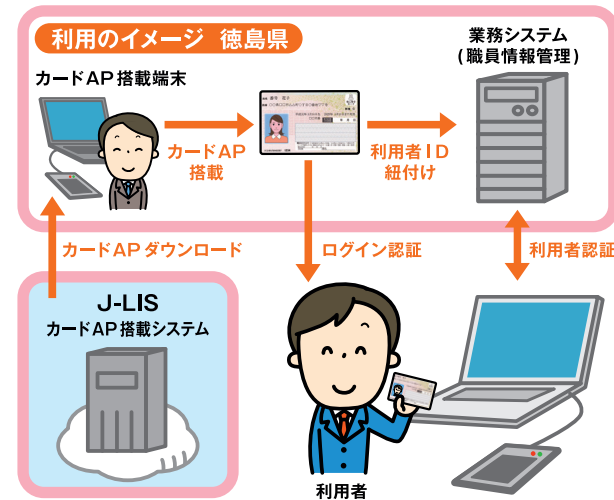 利用のイメージ 徳島県
カードAP搭載端末
業務システム
(職員情報管理)
カードAP
搭載
利用者ID
紐付け
カードAPダウンロード
ログイン認証
利用者認証
J-LIS
カードAP搭載システム
利用者